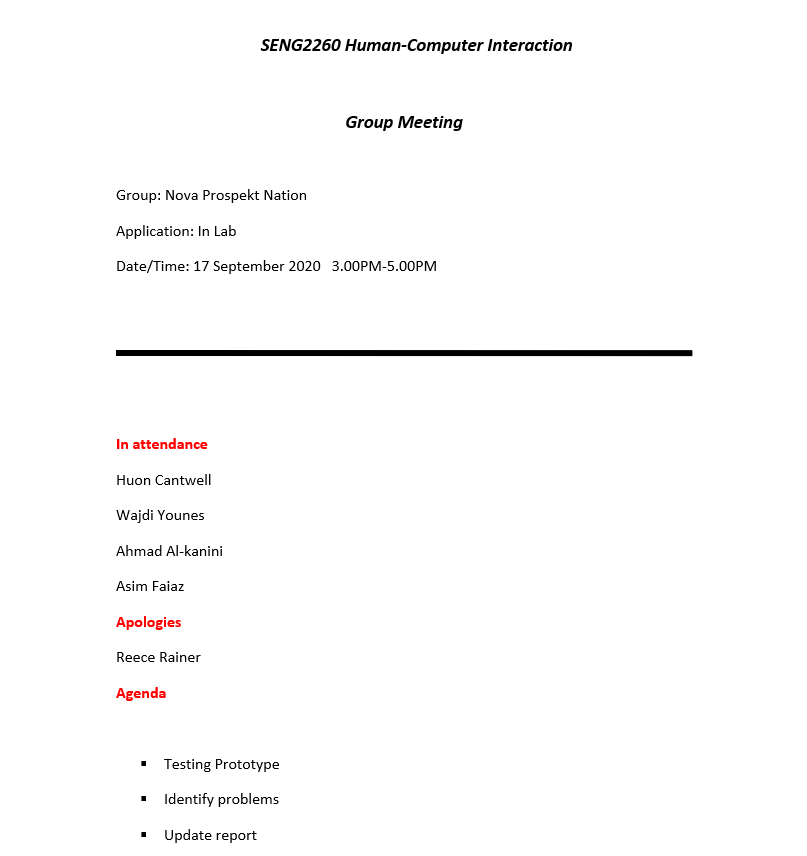 SENG2260 Human-Computer Interaction
Group Meeting
Group: Nova Prospekt Nation
Application: In Lab
Date/Time: 17 September 2020   3.00PM-5.00PM
In attendance
Huon Cantwell
Wajdi Younes
Ahmad Al-kanini
Asim Faiaz
Apologies
Reece Rainer
Agenda
▪ Testing Prototype
▪ Identify problems
▪ Update report